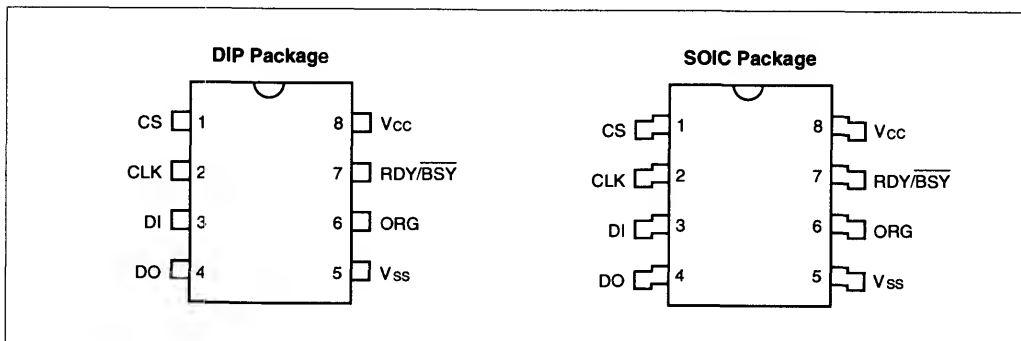 DIP Package
CS 1 8 Vcc
CLK 2 7 RDY/BSY
DI 3 6 ORG
DO 4 5 Vss
SOIC Package
CS 1 8 Vcc
CLK 2 7 RDY/BSY
DI 3 6 ORG
DO 4 5 Vss